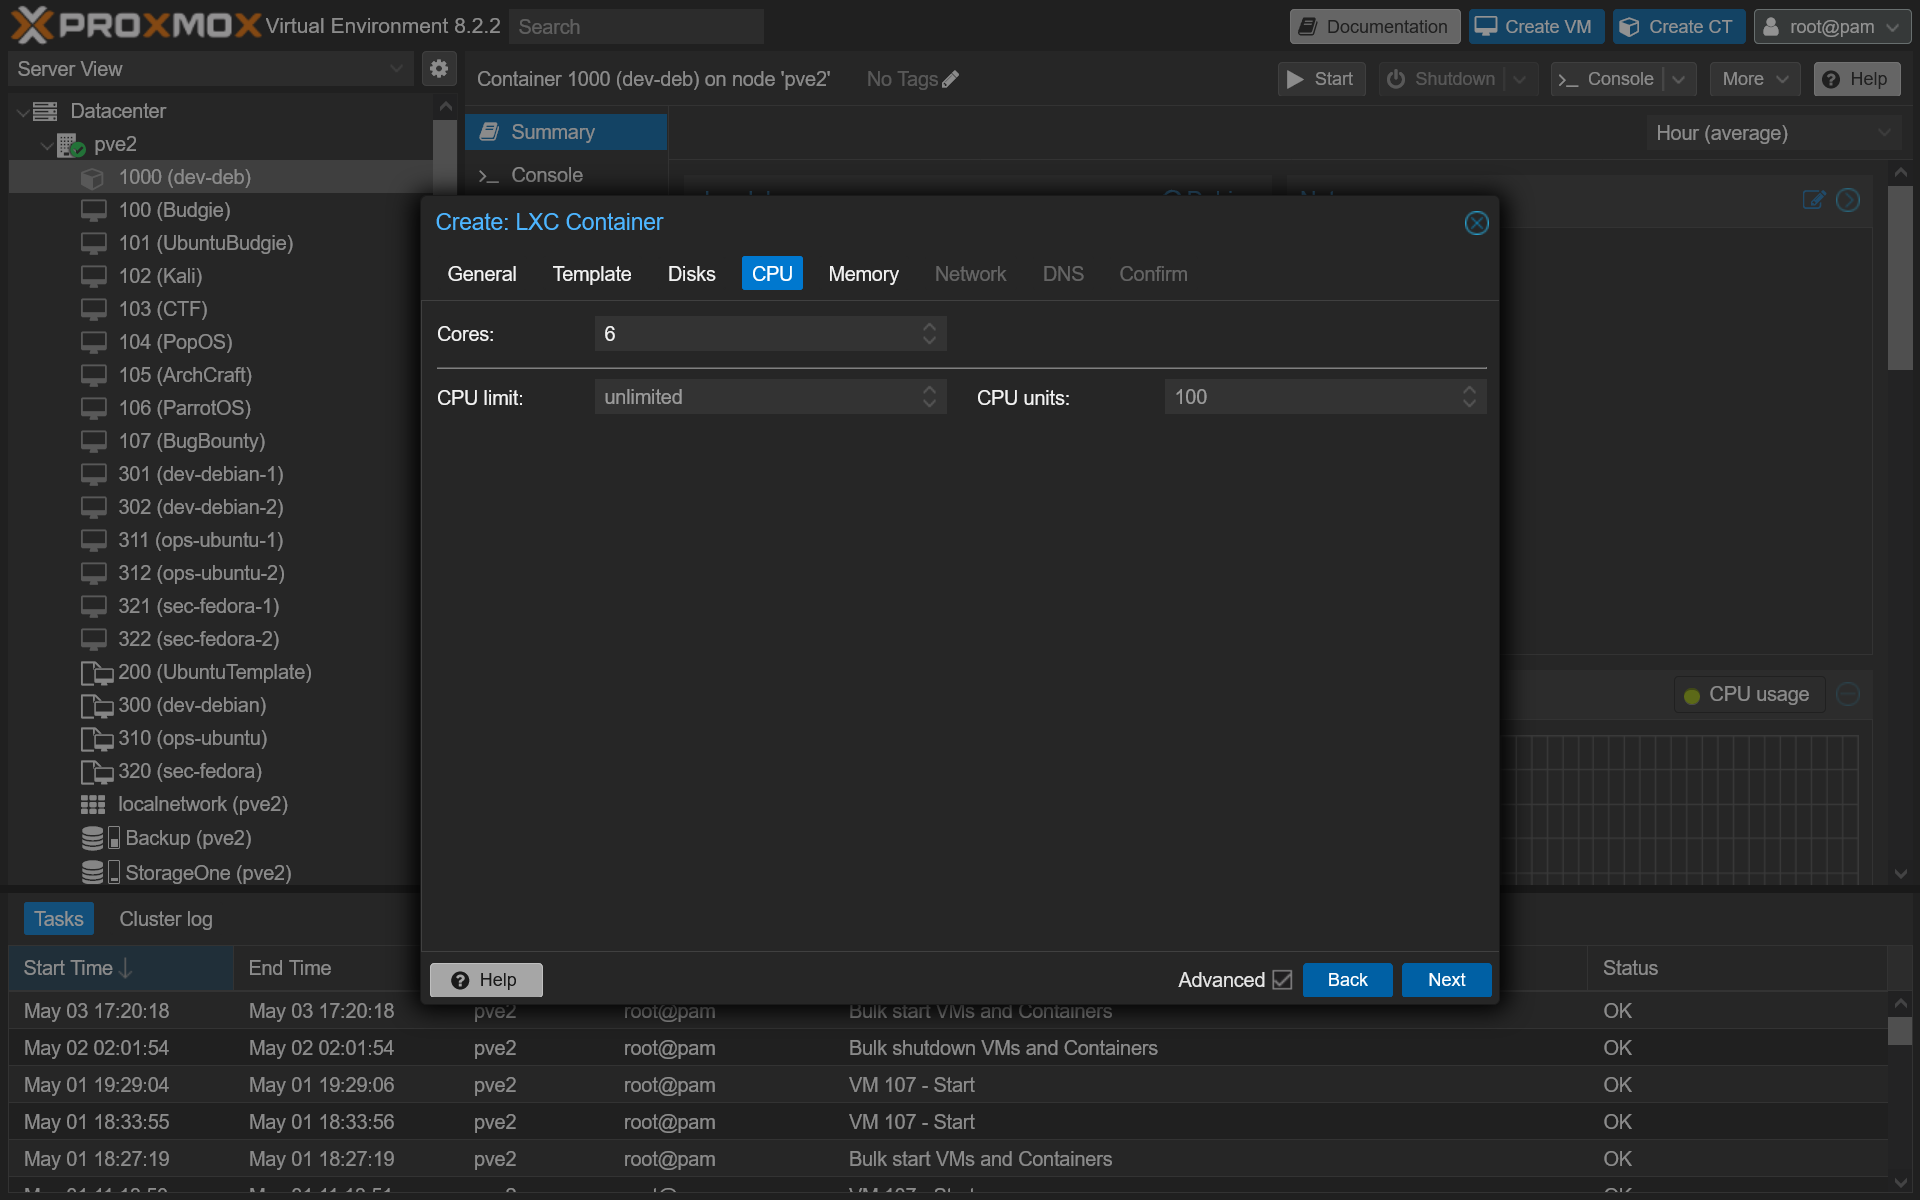 PROXMOX Virtual Environment 8.2.2 Search Documentation Create VM Create CT root@pam
Server View
Container 1000 (dev-deb) on node 'pve2' No Tags Start Shutdown Console More Help
Datacenter
pve2
1000 (dev-deb)
100 (Budgie)
101 (UbuntuBudgie)
102 (Kali)
103 (CTF)
104 (PopOS)
105 (ArchCraft)
106 (ParrotOS)
107 (BugBounty)
301 (dev-debian-1)
302 (dev-debian-2)
311 (ops-ubuntu-1)
312 (ops-ubuntu-2)
321 (sec-fedora-1)
322 (sec-fedora-2)
200 (UbuntuTemplate)
300 (dev-debian)
310 (ops-ubuntu)
320 (sec-fedora)
localnetwork (pve2)
Backup (pve2)
StorageOne (pve2)
Summary
Console
Hour (average)
CPU usage
Create: LXC Container
General Template Disks CPU Memory Network DNS Confirm
Cores: 6
CPU limit: unlimited CPU units: 100
Help Advanced Back Next
Tasks Cluster log
Start Time End Time Status
May 03 17:20:18 May 03 17:20:18 pve2 root@pam Bulk start VMs and Containers OK
May 02 02:01:54 May 02 02:01:54 pve2 root@pam Bulk shutdown VMs and Containers OK
May 01 19:29:04 May 01 19:29:06 pve2 root@pam VM 107 - Start OK
May 01 18:33:55 May 01 18:33:56 pve2 root@pam VM 107 - Start OK
May 01 18:27:19 May 01 18:27:19 pve2 root@pam Bulk start VMs and Containers OK